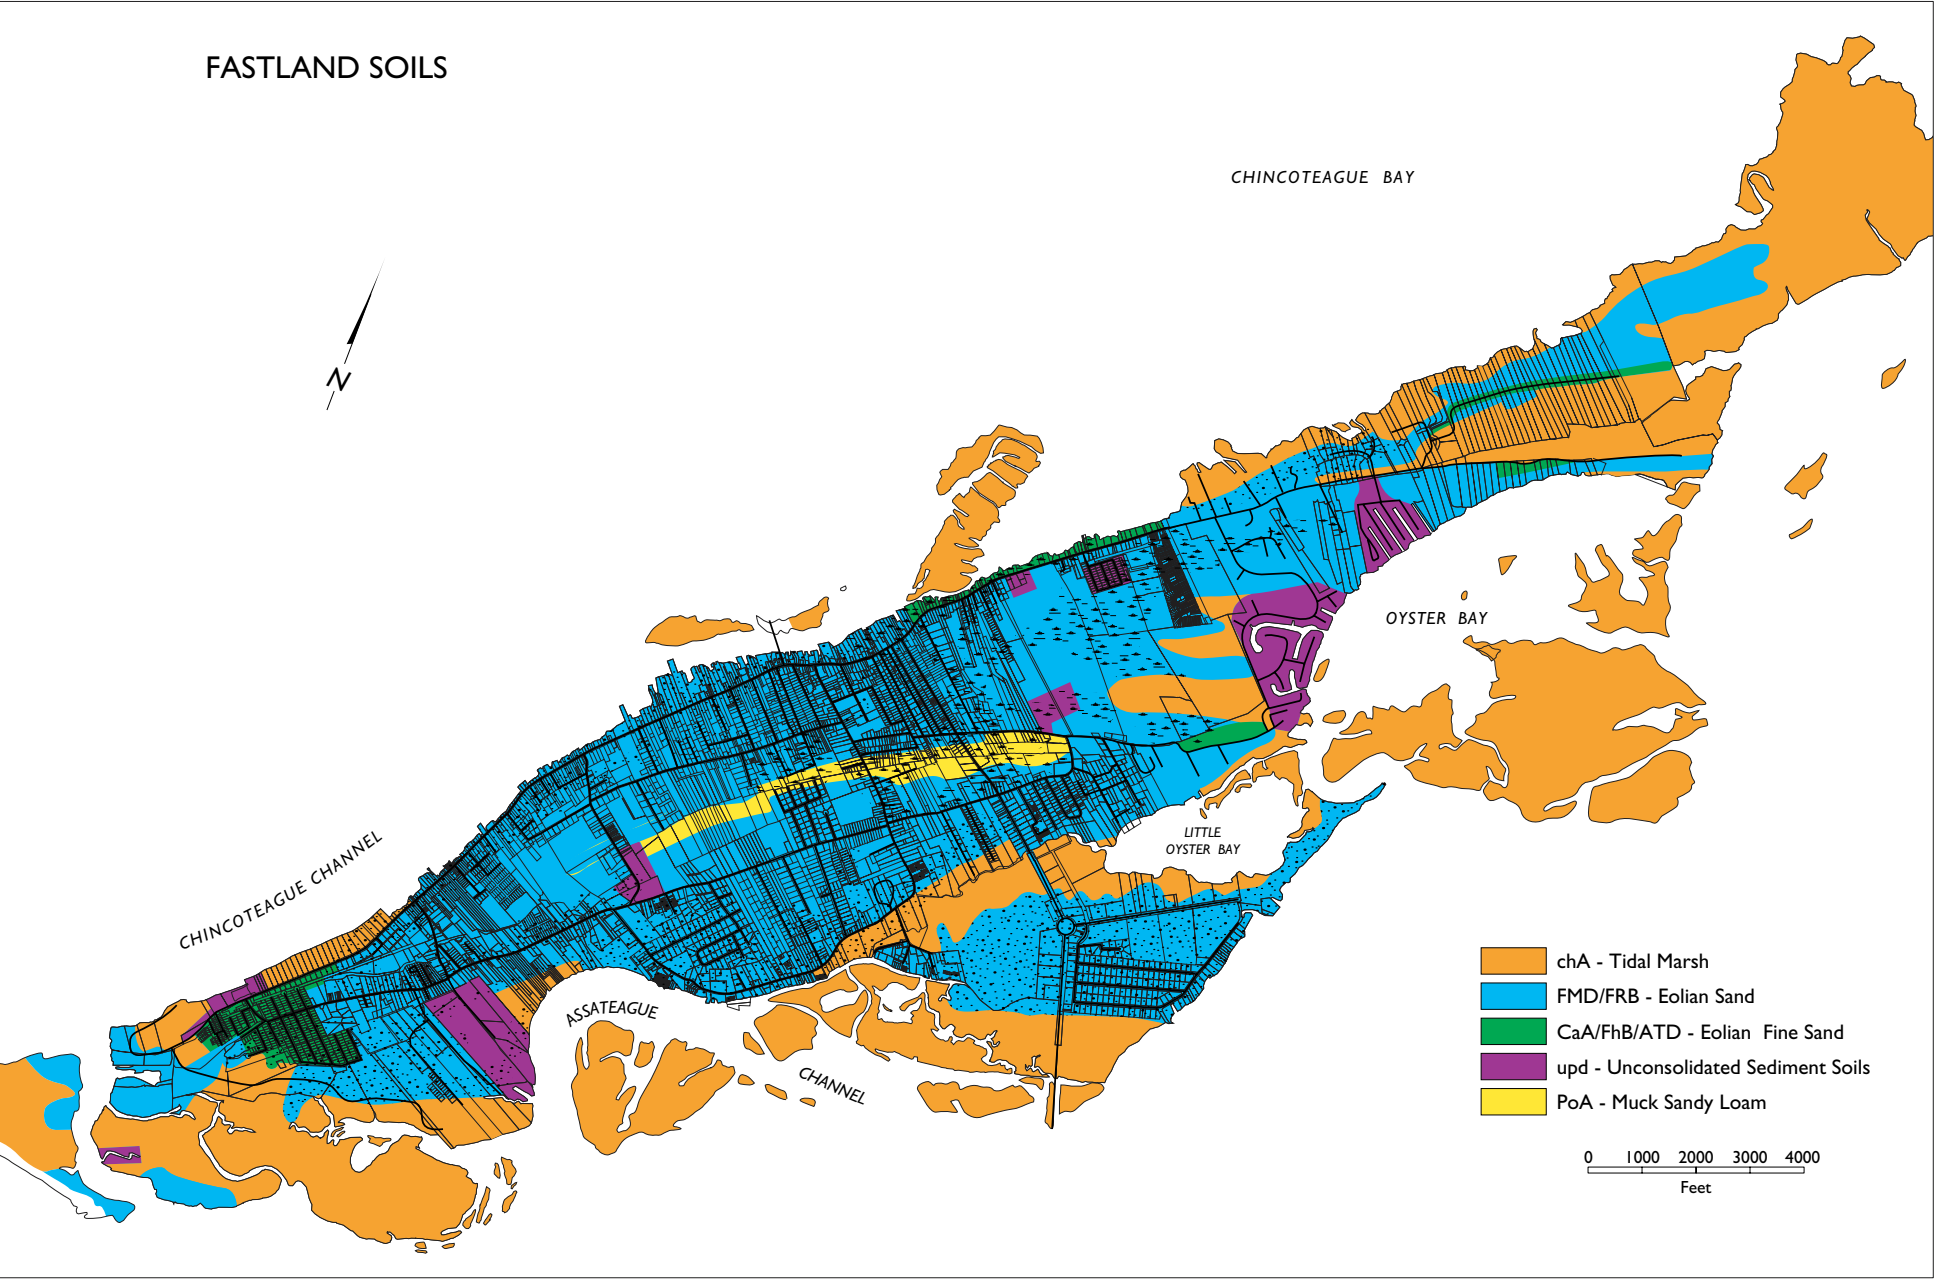 FASTLAND SOILS
CHINCOTEAGUE BAY
N
OYSTER BAY
LITTLE
OYSTER BAY
CHINCOTEAGUE CHANNEL
ASSATEAGUE
CHANNEL
chA - Tidal Marsh
FMD/FRB - Eolian Sand
CaA/FhB/ATD - Eolian Fine Sand
upd - Unconsolidated Sediment Soils
PoA - Muck Sandy Loam
0 1000 2000 3000 4000
Feet